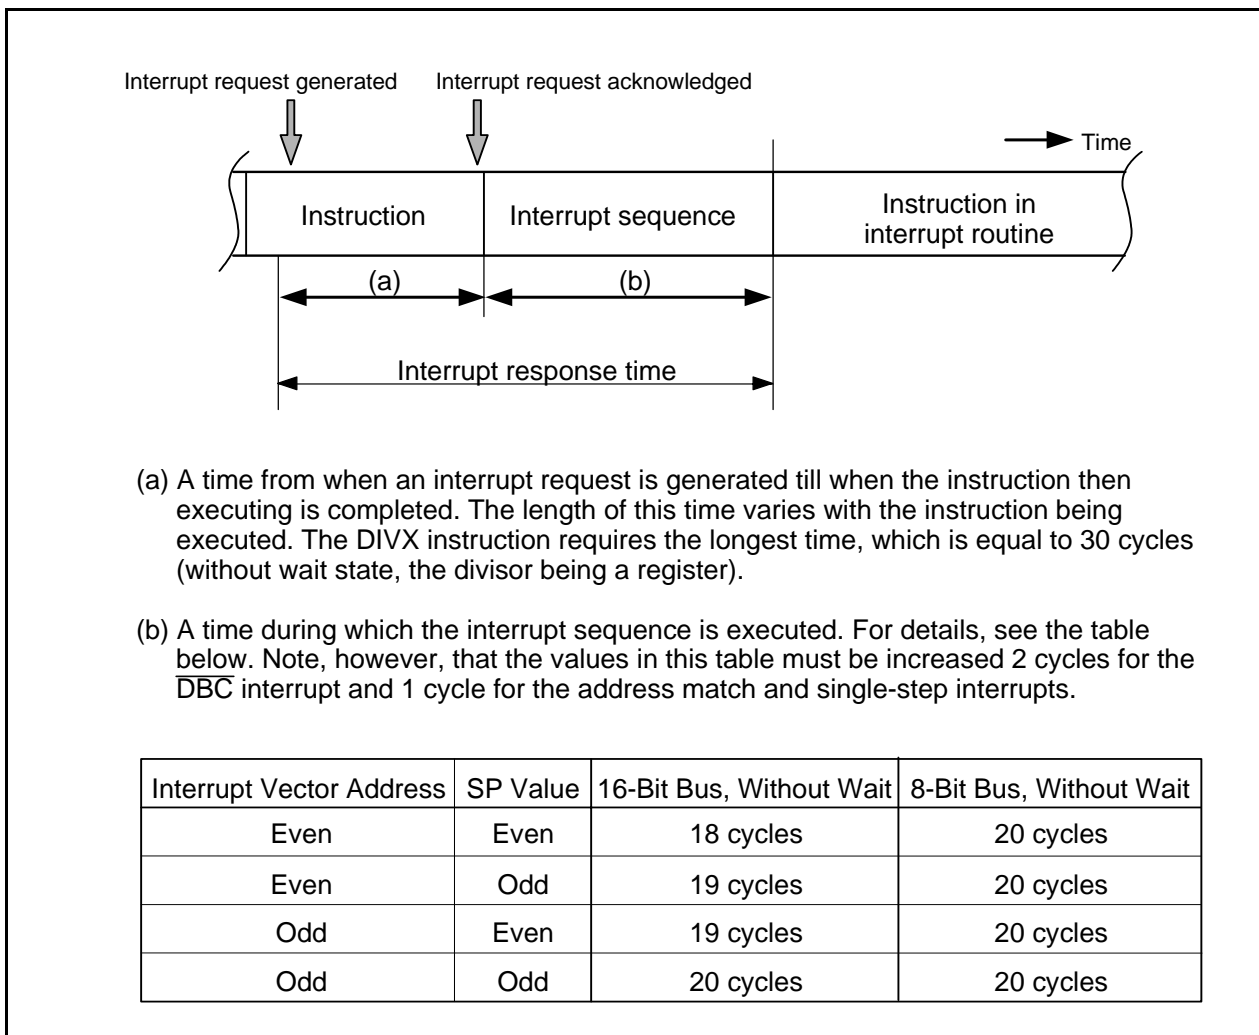 Interrupt request generated Interrupt request acknowledged
Time
Instruction Interrupt sequence Instruction in
interrupt routine
(a) (b)
Interrupt response time
(a) A time from when an interrupt request is generated till when the instruction then
executing is completed. The length of this time varies with the instruction being
executed. The DIVX instruction requires the longest time, which is equal to 30 cycles
(without wait state, the divisor being a register).
(b) A time during which the interrupt sequence is executed. For details, see the table
below. Note, however, that the values in this table must be increased 2 cycles for the
DBC interrupt and 1 cycle for the address match and single-step interrupts.
Interrupt Vector Address SP Value 16-Bit Bus, Without Wait 8-Bit Bus, Without Wait
Even Even 18 cycles 20 cycles
Even Odd 19 cycles 20 cycles
Odd Even 19 cycles 20 cycles
Odd Odd 20 cycles 20 cycles